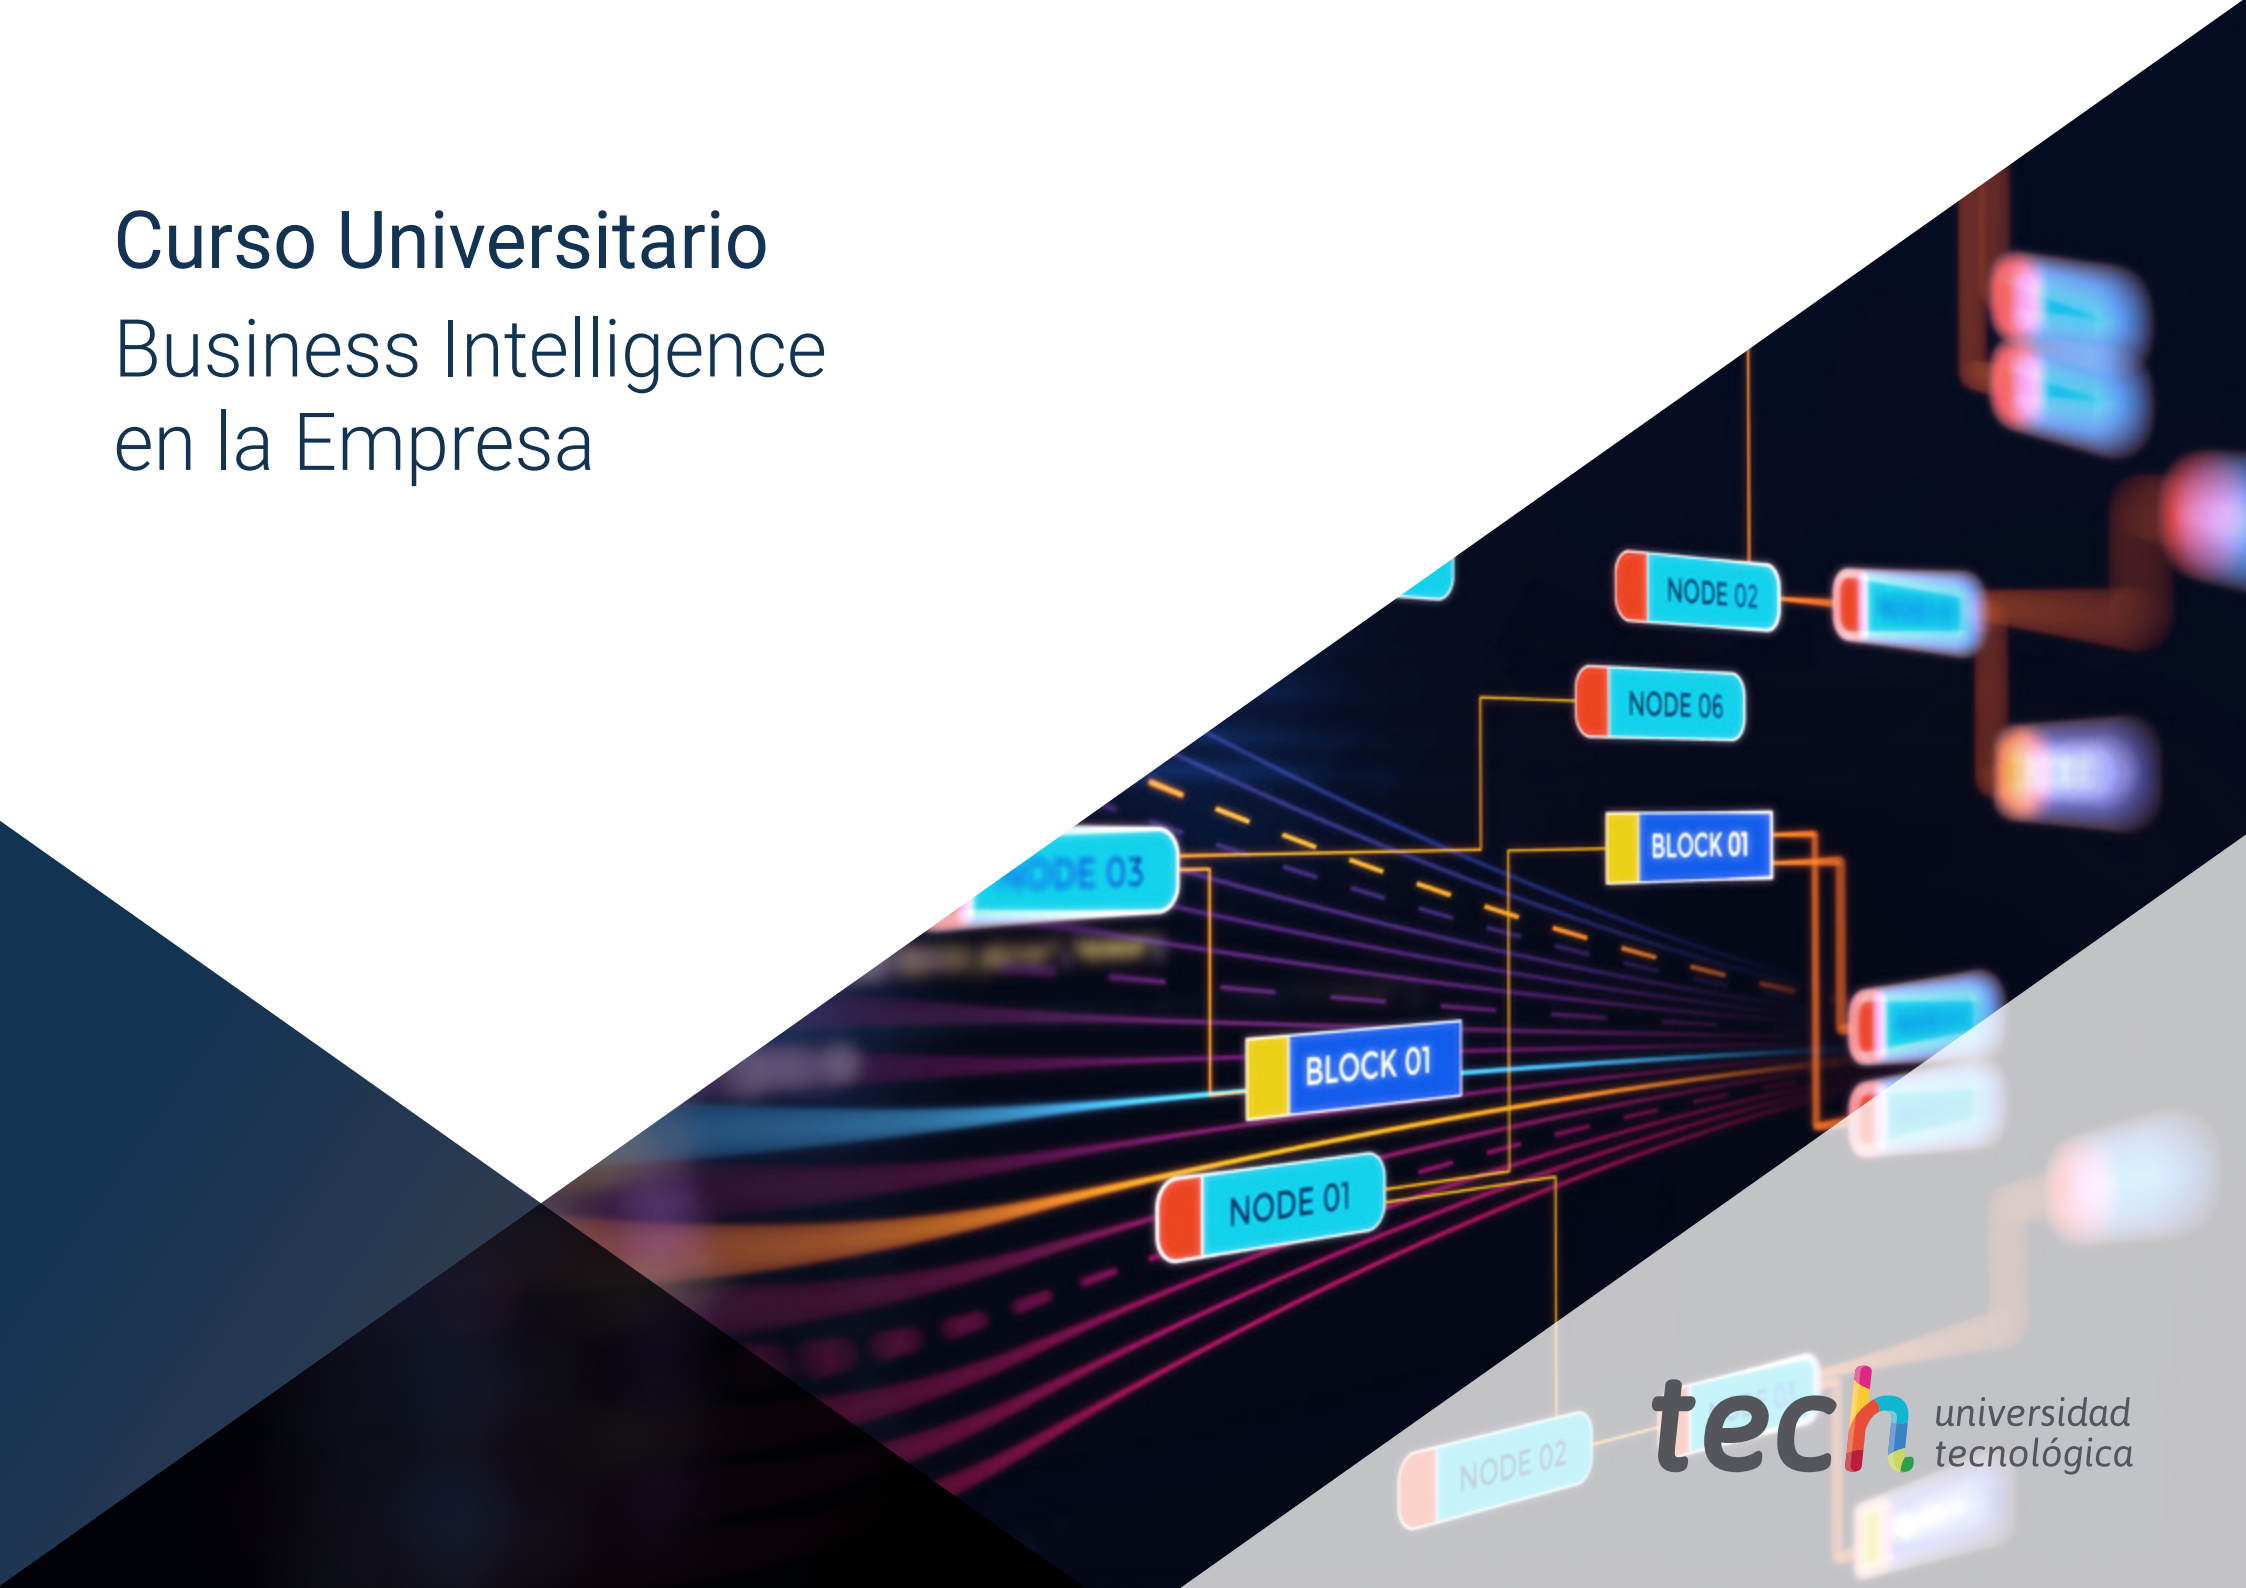 Curso Universitario
Business Intelligence
en la Empresa
NODE 02
NODE 06
BLOCK 01
NODE 03
BLOCK 01
NODE 01
NODE 02
tech universidad
tecnológica